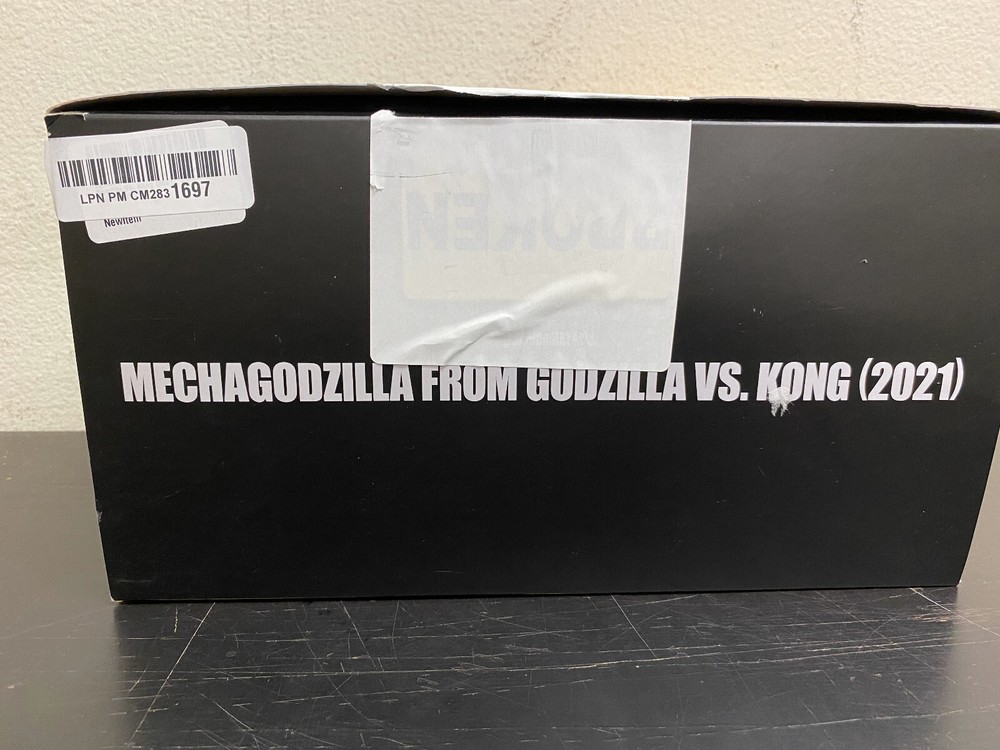 LPN PM CM2831697
NewItem
MECHAGODZILLA FROM GODZILLA VS. KONG (2021)